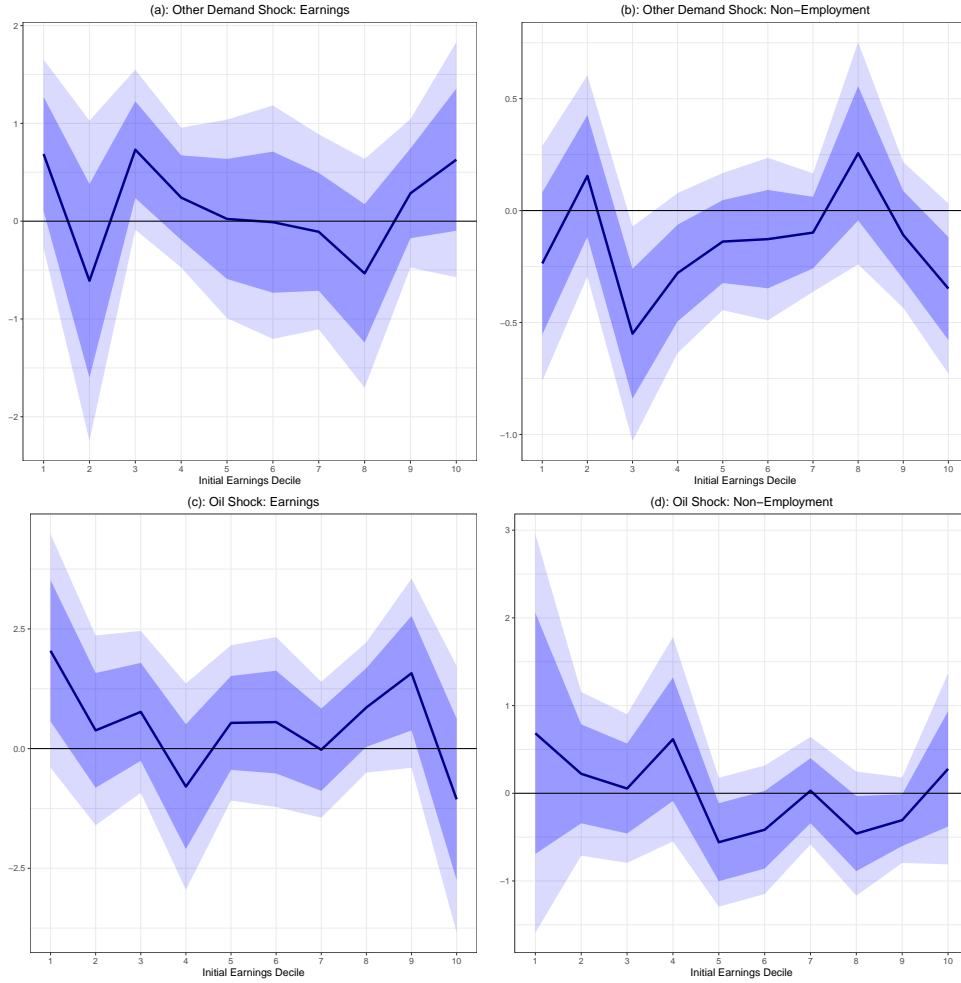 (a): Other Demand Shock: Earnings
2
1
0
−1
−2
1 2 3 4 5 6 7 8 9 10
Initial Earnings Decile
(b): Other Demand Shock: Non−Employment
0.5
0.0
−0.5
−1.0
1 2 3 4 5 6 7 8 9 10
Initial Earnings Decile
(c): Oil Shock: Earnings
2.5
0.0
−2.5
1 2 3 4 5 6 7 8 9 10
Initial Earnings Decile
(d): Oil Shock: Non−Employment
3
2
1
0
−1
1 2 3 4 5 6 7 8 9 10
Initial Earnings Decile